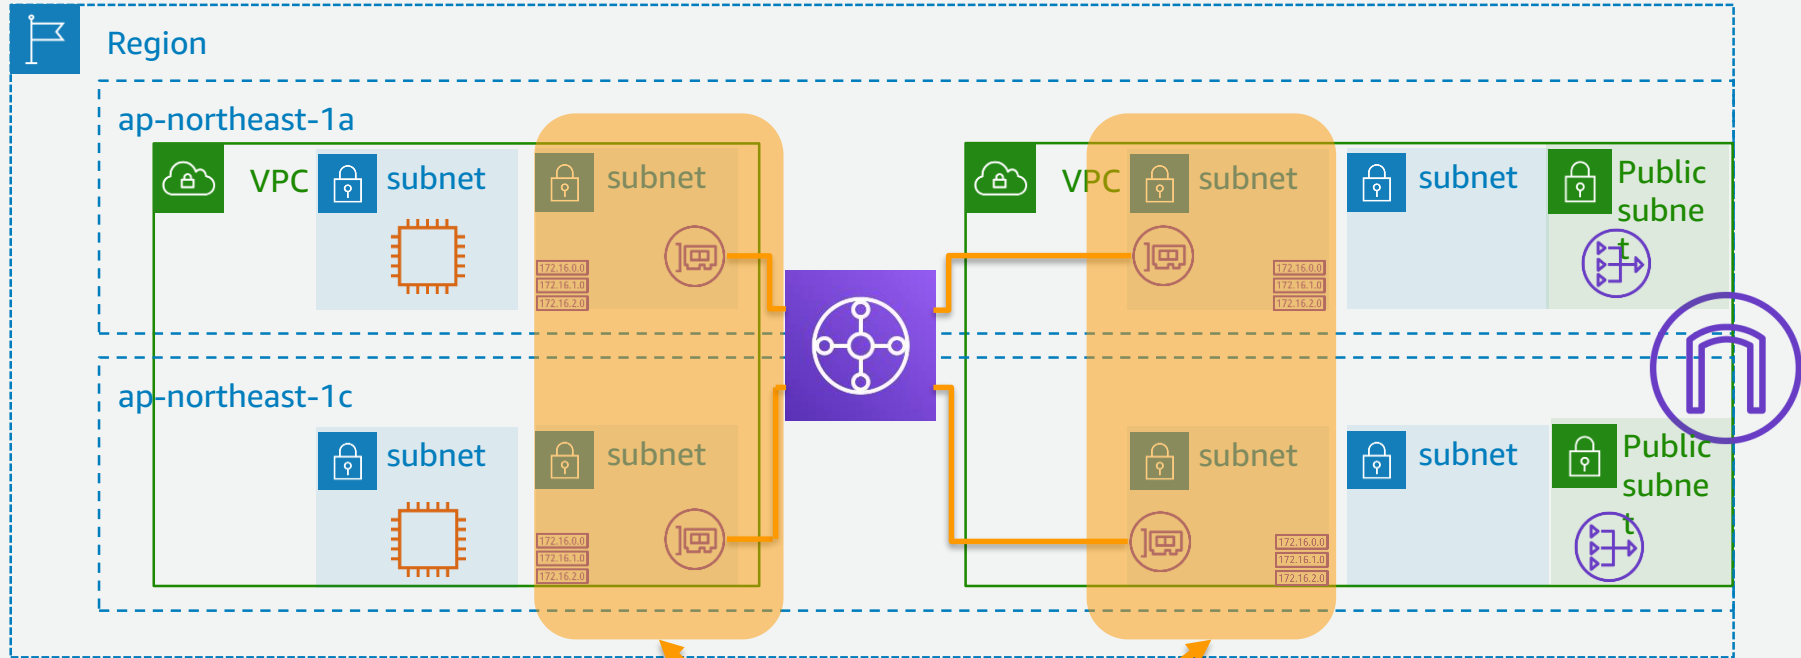 Region
ap-northeast-1a
VPC
subnet
subnet
172.16.0.0
172.16.1.0
172.16.2.0
VPC
subnet
172.16.0.0
172.16.1.0
172.16.2.0
subnet
Public
subne
t
ap-northeast-1c
subnet
subnet
172.16.0.0
172.16.1.0
172.16.2.0
subnet
172.16.0.0
172.16.1.0
172.16.2.0
subnet
Public
subne
t